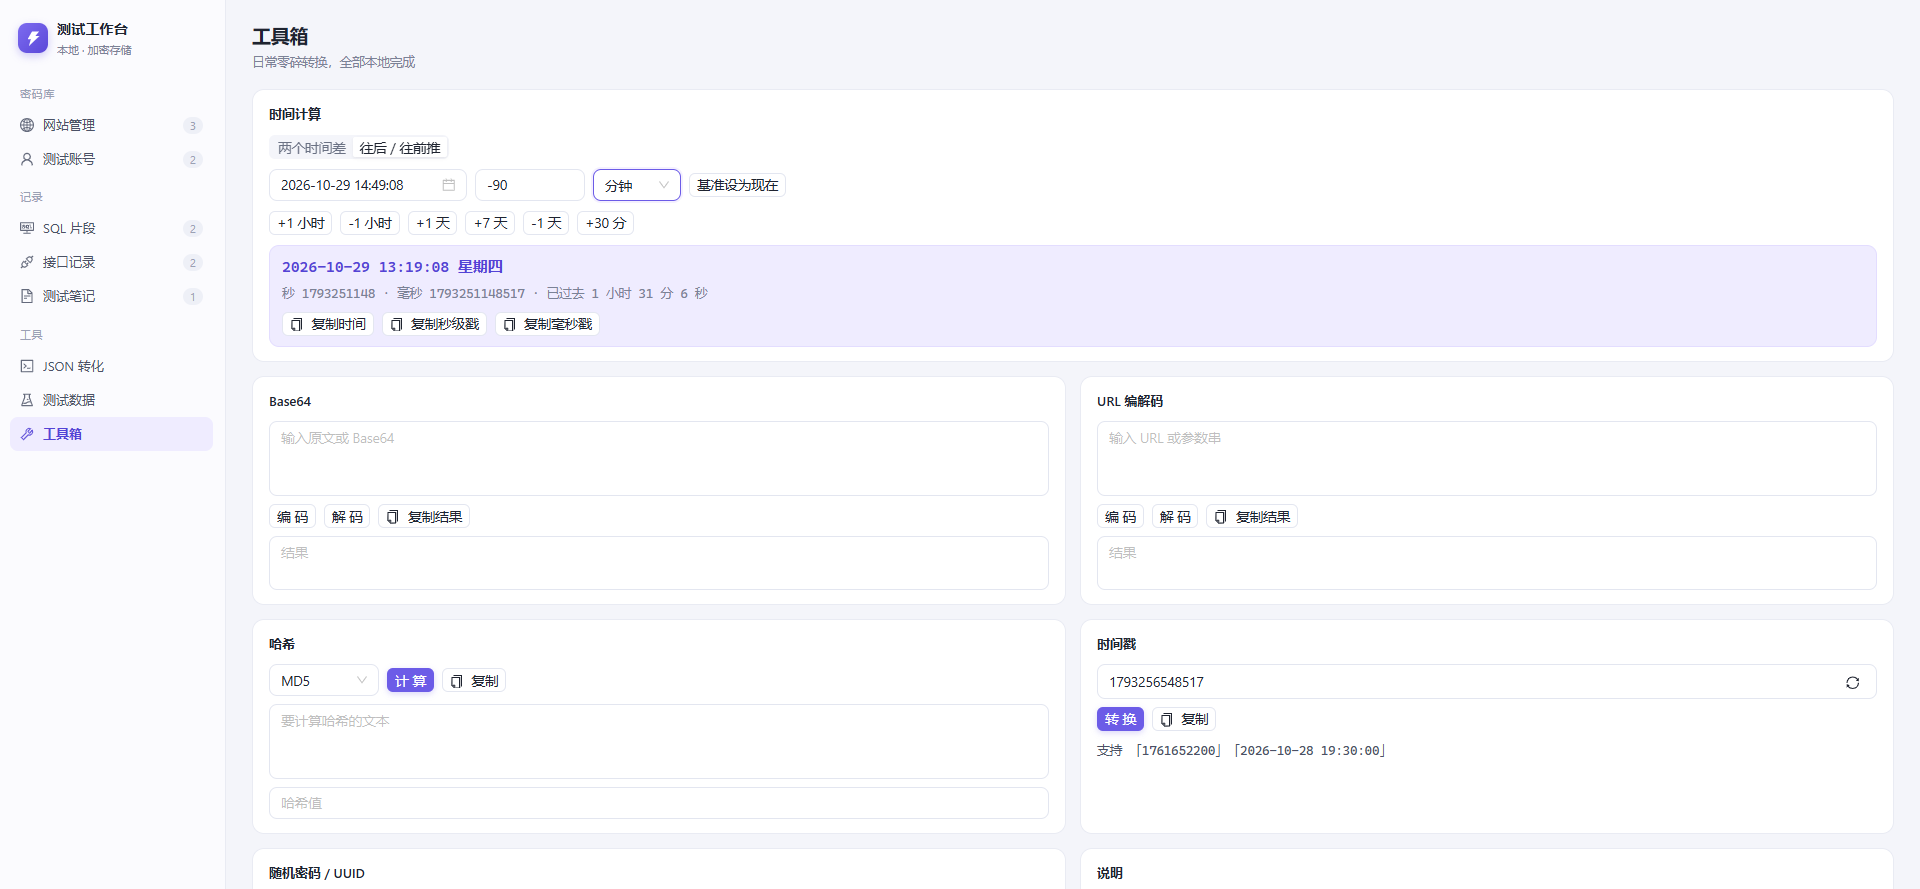 测试工作台
本地 · 加密存储
密码库
网站管理 3
测试账号 2
记录
SQL 片段 2
接口记录 2
测试笔记 1
工具
JSON 转化
测试数据
工具箱
工具箱
日常零碎转换，全部本地完成
时间计算
两个时间差 往后 / 往前推
2026-10-29 14:49:08 -90 分钟 基准设为现在
+1 小时 -1 小时 +1 天 +7 天 -1 天 +30 分
2026-10-29 13:19:08 星期四
秒 1793251148 · 毫秒 1793251148517 · 已过去 1 小时 31 分 6 秒
复制时间 复制秒级戳 复制毫秒戳
Base64
输入原文或 Base64
编 码 解 码 复制结果
结果
URL 编解码
输入 URL 或参数串
编 码 解 码 复制结果
结果
哈希
MD5 计 算 复制
要计算哈希的文本
哈希值
时间戳
1793256548517
转 换 复制
支持 「1761652200」「2026-10-28 19:30:00」
随机密码 / UUID
说明